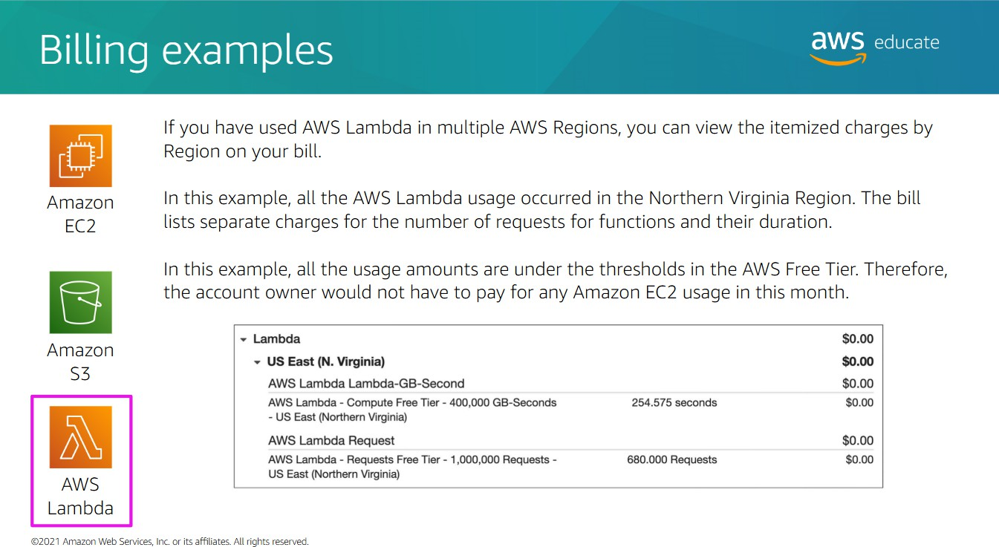 Billing examples
aws educate
If you have used AWS Lambda in multiple AWS Regions, you can view the itemized charges by
Region on your bill.
In this example, all the AWS Lambda usage occurred in the Northern Virginia Region. The bill
lists separate charges for the number of requests for functions and their duration.
In this example, all the usage amounts are under the thresholds in the AWS Free Tier. Therefore,
the account owner would not have to pay for any Amazon EC2 usage in this month.
Amazon
EC2
Amazon
S3
AWS
Lambda
Lambda $0.00
US East (N. Virginia) $0.00
AWS Lambda Lambda-GB-Second $0.00
AWS Lambda - Compute Free Tier - 400,000 GB-Seconds 254.575 seconds $0.00
- US East (Northern Virginia)
AWS Lambda Request $0.00
AWS Lambda - Requests Free Tier - 1,000,000 Requests - 680.000 Requests $0.00
US East (Northern Virginia)
©2021 Amazon Web Services, Inc. or its affiliates. All rights reserved.